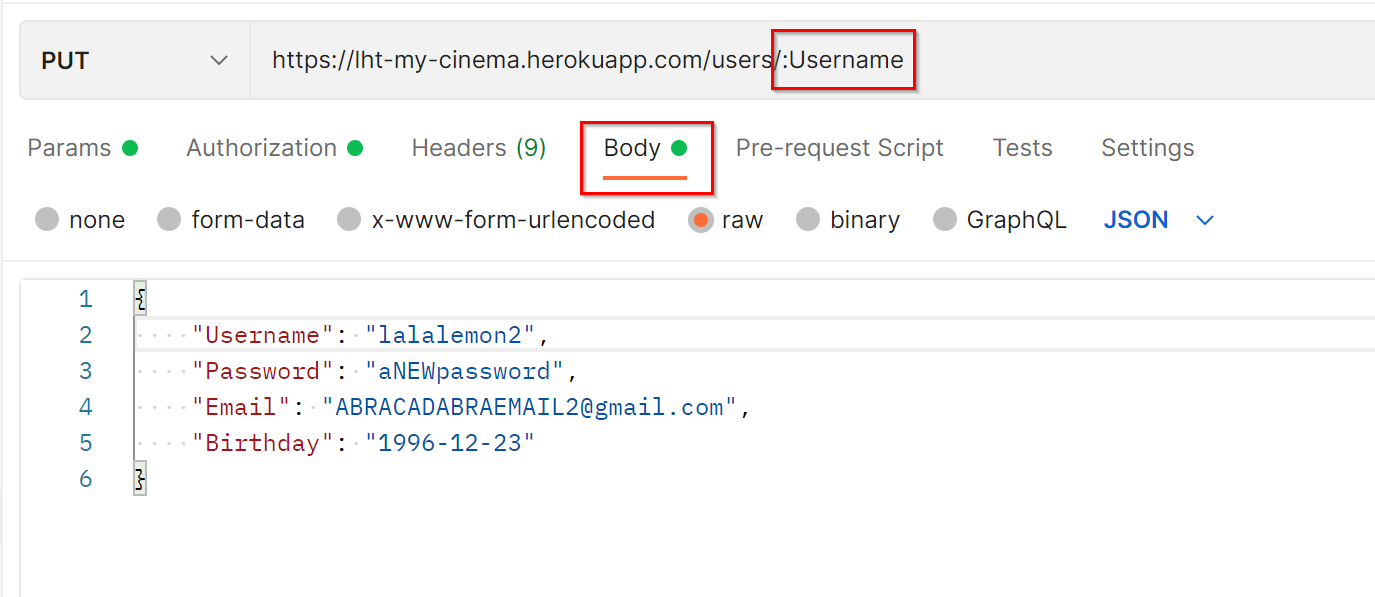 PUT https://lht-my-cinema.herokuapp.com/users/:Username
Params Authorization Headers (9) Body Pre-request Script Tests Settings
none form-data x-www-form-urlencoded raw binary GraphQL JSON
1 {
2 "Username": "lalalemon2",
3 "Password": "aNEWpassword",
4 "Email": "ABRACADABRAEMAIL2@gmail.com",
5 "Birthday": "1996-12-23"
6 }